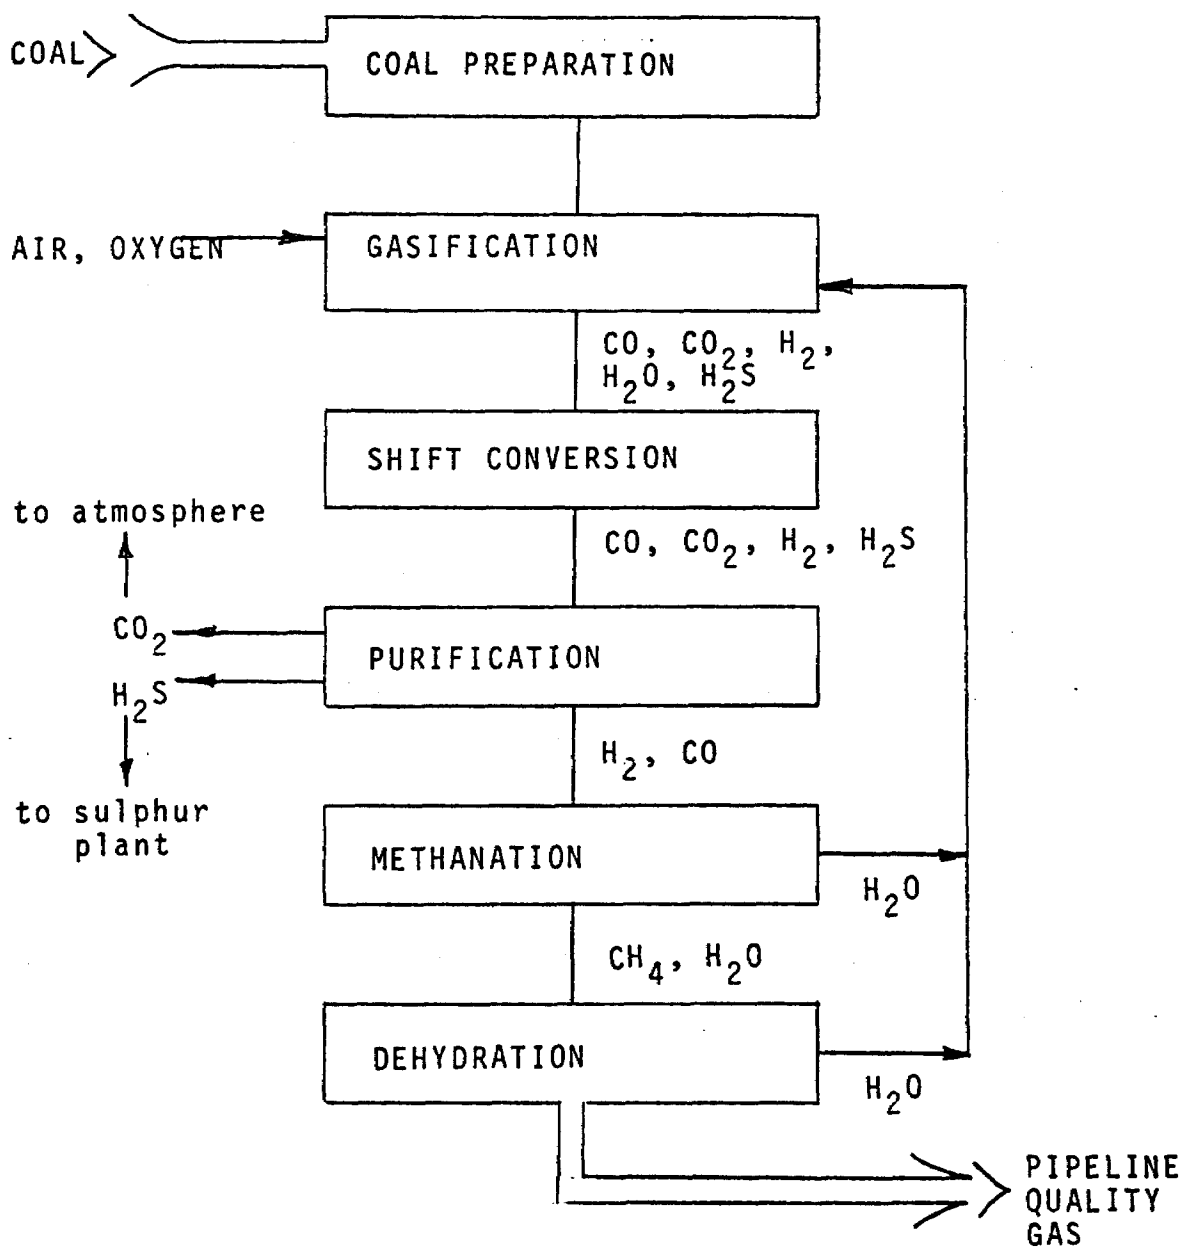 COAL
COAL PREPARATION
AIR, OXYGEN
GASIFICATION
CO, CO₂, H₂,
H₂O, H₂S
SHIFT CONVERSION
to atmosphere
CO, CO₂, H₂, H₂S
CO₂
PURIFICATION
H₂S
H₂, CO
to sulphur
plant
METHANATION
H₂O
CH₄, H₂O
DEHYDRATION
H₂O
PIPELINE
QUALITY
GAS